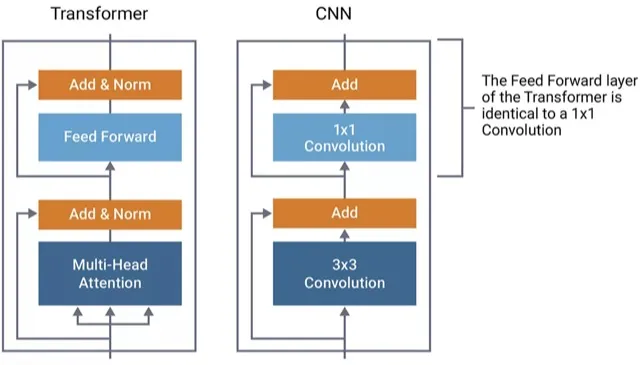 Transformer
Add & Norm
Feed Forward
Add & Norm
Multi-Head
Attention
CNN
Add
1x1
Convolution
Add
3x3
Convolution
The Feed Forward layer
of the Transformer is
identical to a 1x1
Convolution